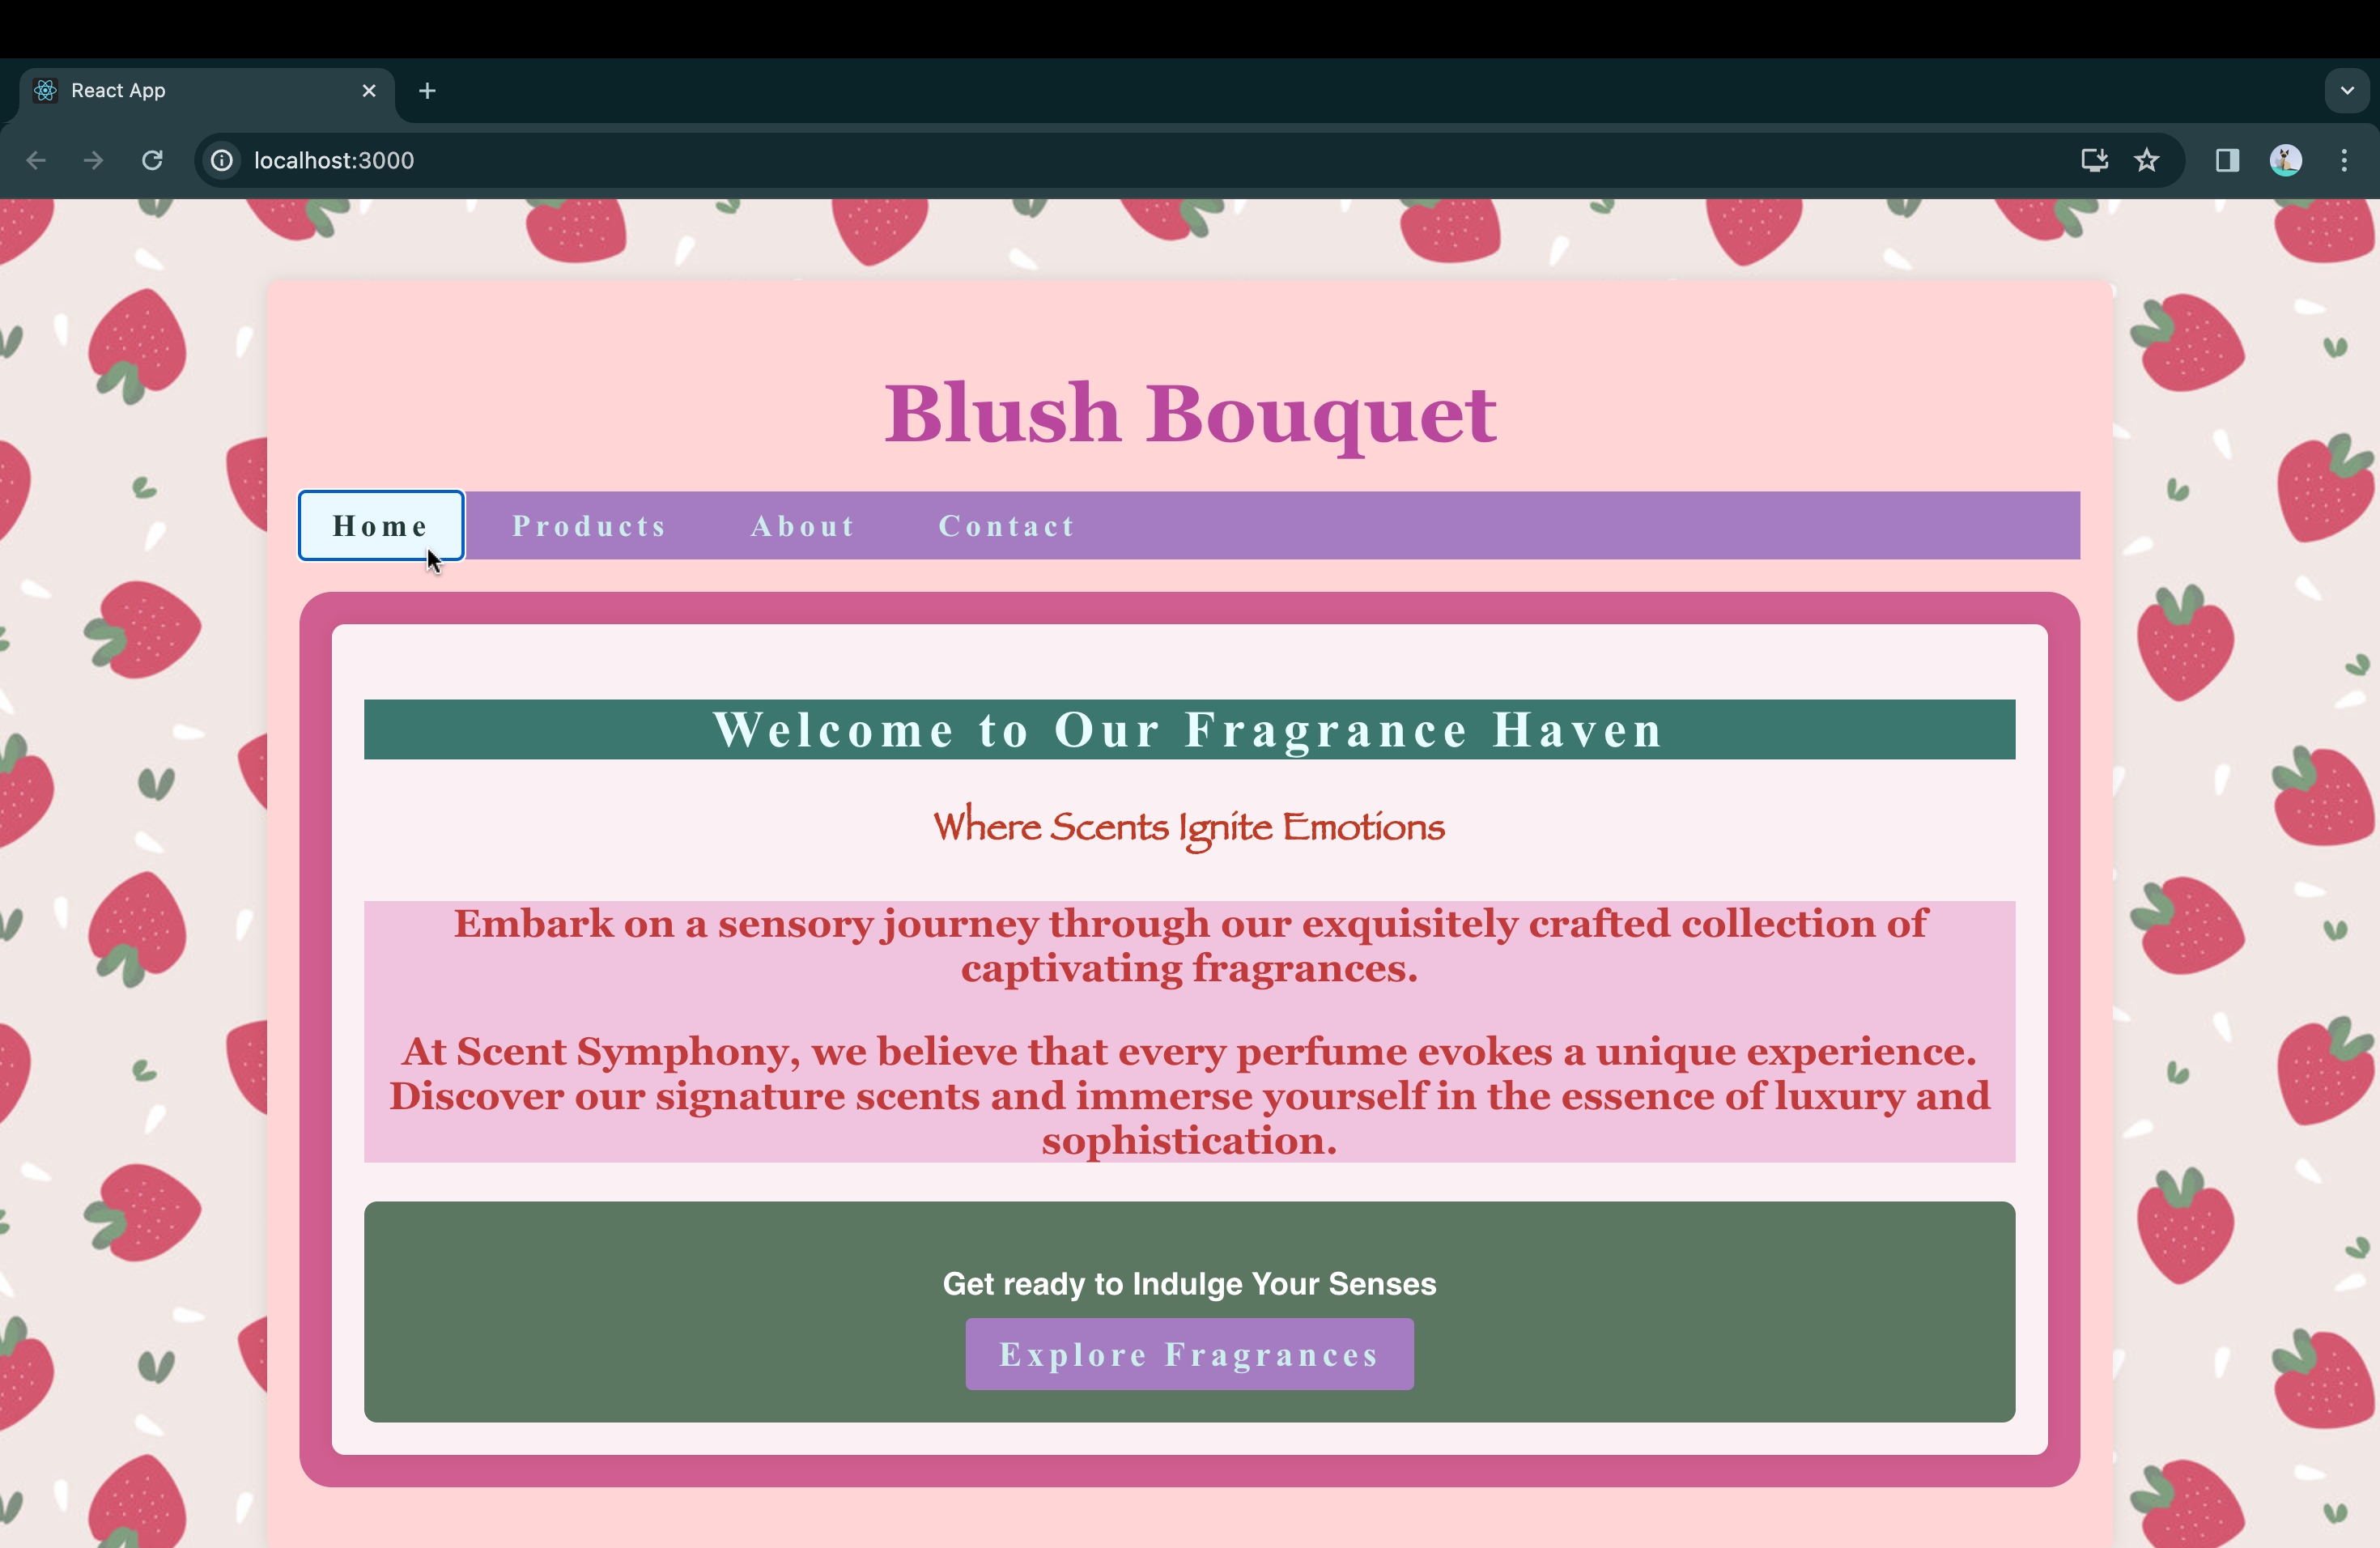 React App
localhost:3000
Blush Bouquet
Home Products About Contact
Welcome to Our Fragrance Haven
Where Scents Ignite Emotions
Embark on a sensory journey through our exquisitely crafted collection of
captivating fragrances.
At Scent Symphony, we believe that every perfume evokes a unique experience.
Discover our signature scents and immerse yourself in the essence of luxury and
sophistication.
Get ready to Indulge Your Senses
Explore Fragrances